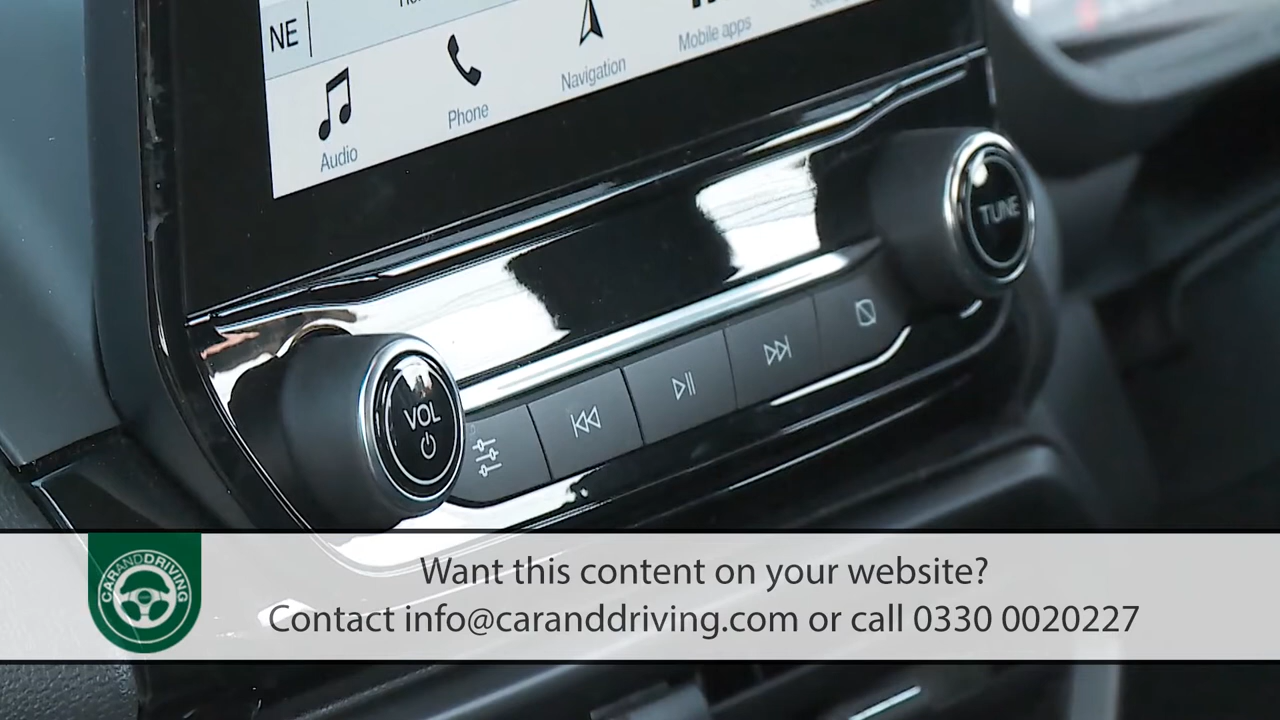 NE
Mobile apps
Navigation
Phone
Audio
TUNE
VOL
CARANDDRIVING
Want this content on your website?
Contact info@caranddriving.com or call 0330 0020227